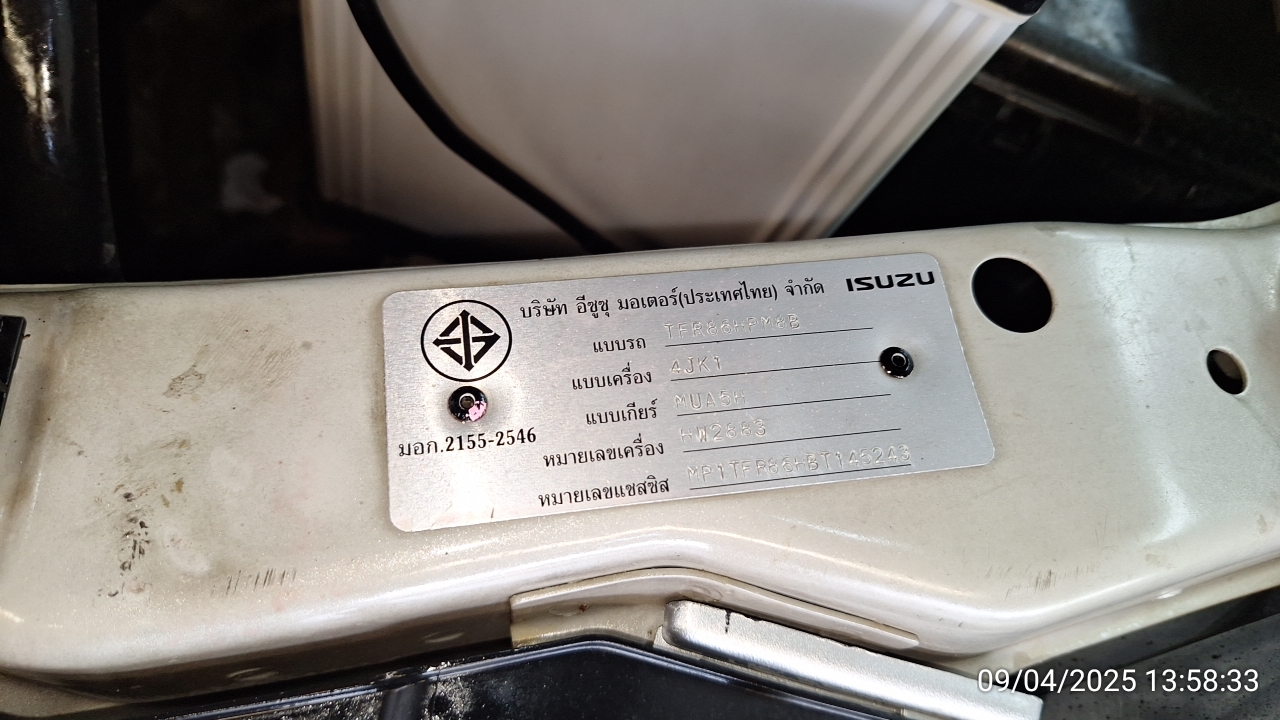 บริษัท อีซูซุ มอเตอร์(ประเทศไทย) จำกัด ISUZU
แบบรถ TFR86HPM6B
แบบเครื่อง 4JK1
แบบเกียร์ MUA5H
มอก.2155-2546
หมายเลขเครื่อง HW2883
หมายเลขแชสซิส MP1TFR86HBT145243
09/04/2025 13:58:33